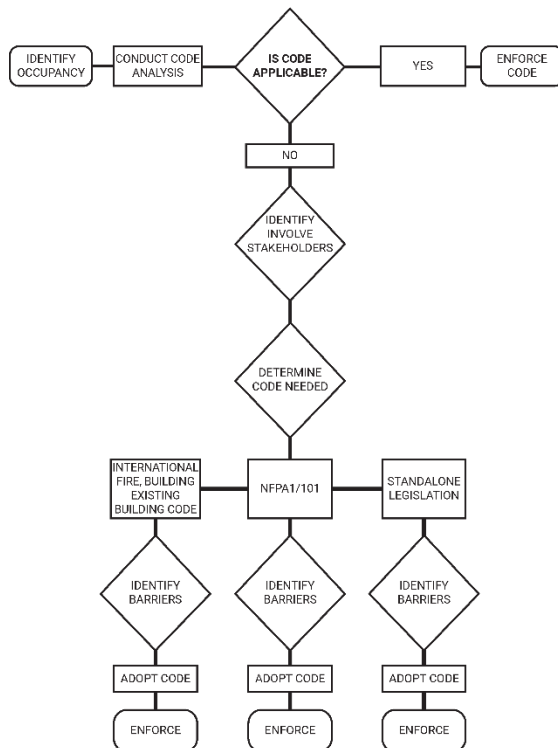 IDENTIFY
OCCUPANCY
CONDUCT CODE
ANALYSIS
IS CODE
APPLICABLE?
YES
ENFORCE
CODE
NO
IDENTIFY
INVOLVE
STAKEHOLDERS
DETERMINE
CODE NEEDED
INTERNATIONAL
FIRE, BUILDING
EXISTING
BUILDING CODE
NFPA1/101
STANDALONE
LEGISLATION
IDENTIFY
BARRIERS
IDENTIFY
BARRIERS
IDENTIFY
BARRIERS
ADOPT CODE
ADOPT CODE
ADOPT CODE
ENFORCE
ENFORCE
ENFORCE